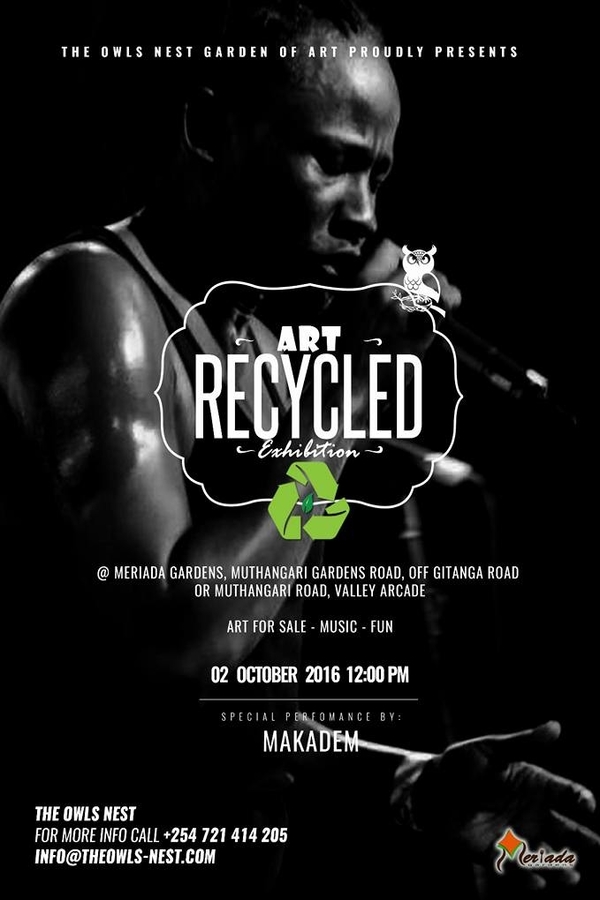 THE OWLS NEST GARDEN OF ART PROUDLY PRESENTS
ART
RECYCLED
Exhibition
@ MERIADA GARDENS, MUTHANGARI GARDENS ROAD, OFF GITANGA ROAD
OR MUTHANGARI ROAD, VALLEY ARCADE
ART FOR SALE - MUSIC - FUN
02 OCTOBER 2016 12:00 PM
SPECIAL PERFOMANCE BY:
MAKADEM
THE OWLS NEST
FOR MORE INFO CALL +254 721 414 205
INFO@THEOWLS-NEST.COM
Meriada